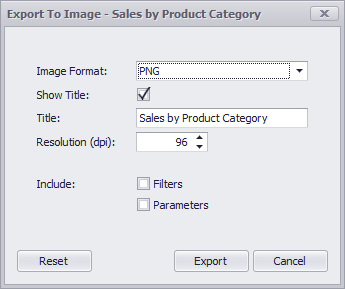 Export To Image - Sales by Product Category
Image Format: PNG
Show Title:
Title: Sales by Product Category
Resolution (dpi): 96
Include: Filters
Parameters
Reset Export Cancel